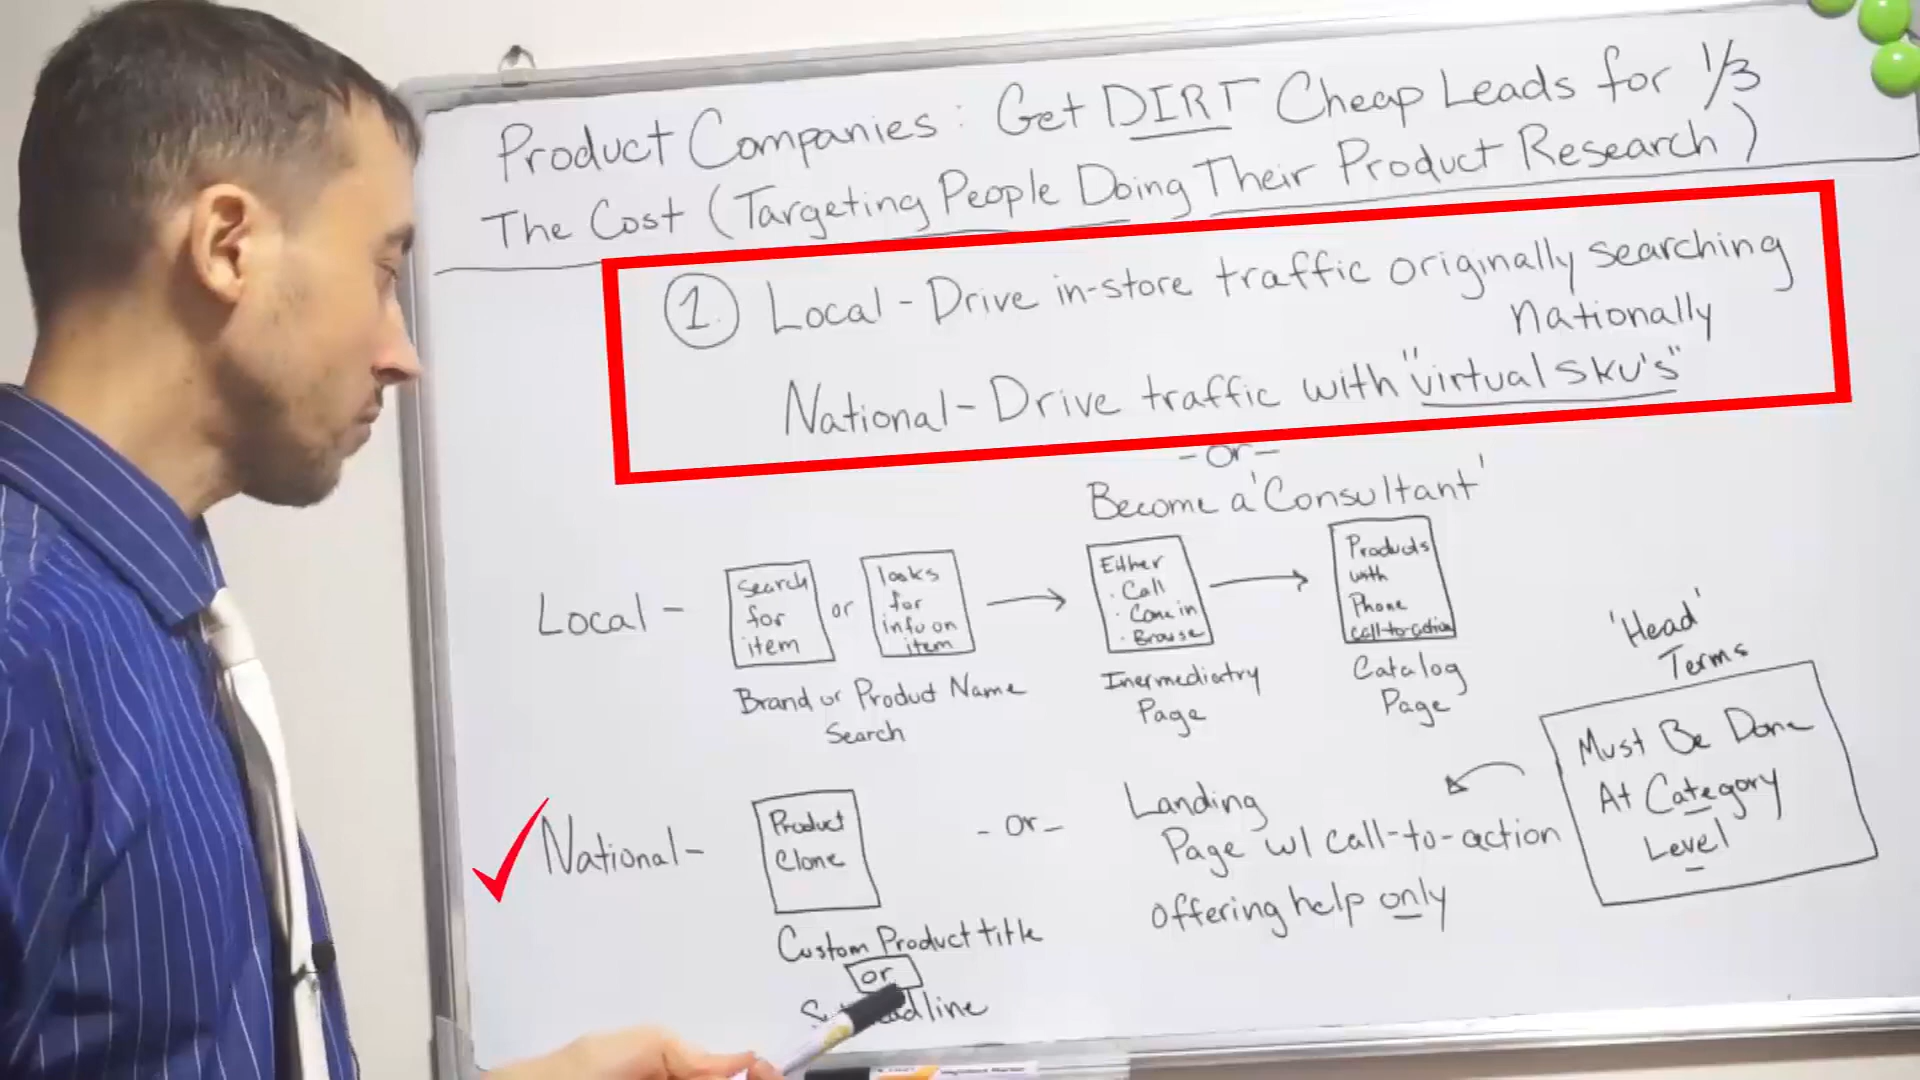 Product Companies: Get DIRT Cheap Leads for 1/3
The Cost (Targeting People Doing Their Product Research)
1. Local - Drive in-store traffic originally searching
Nationally
National - Drive traffic with "virtual sku's"
- or -
Become a 'Consultant'
Local -
Search
for
item
or
looks
for
info on
item
Brand or Product Name
Search
Either
· Call
· Come in
· Browse
Inermediatry
Page
Products
with
Phone
call-to-action
Catalog
Page
'Head'
Terms
Must Be Done
At Category
Level
National -
Product
Clone
Custom Product title
or
- or -
Landing
Page w/ call-to-action
offering help only